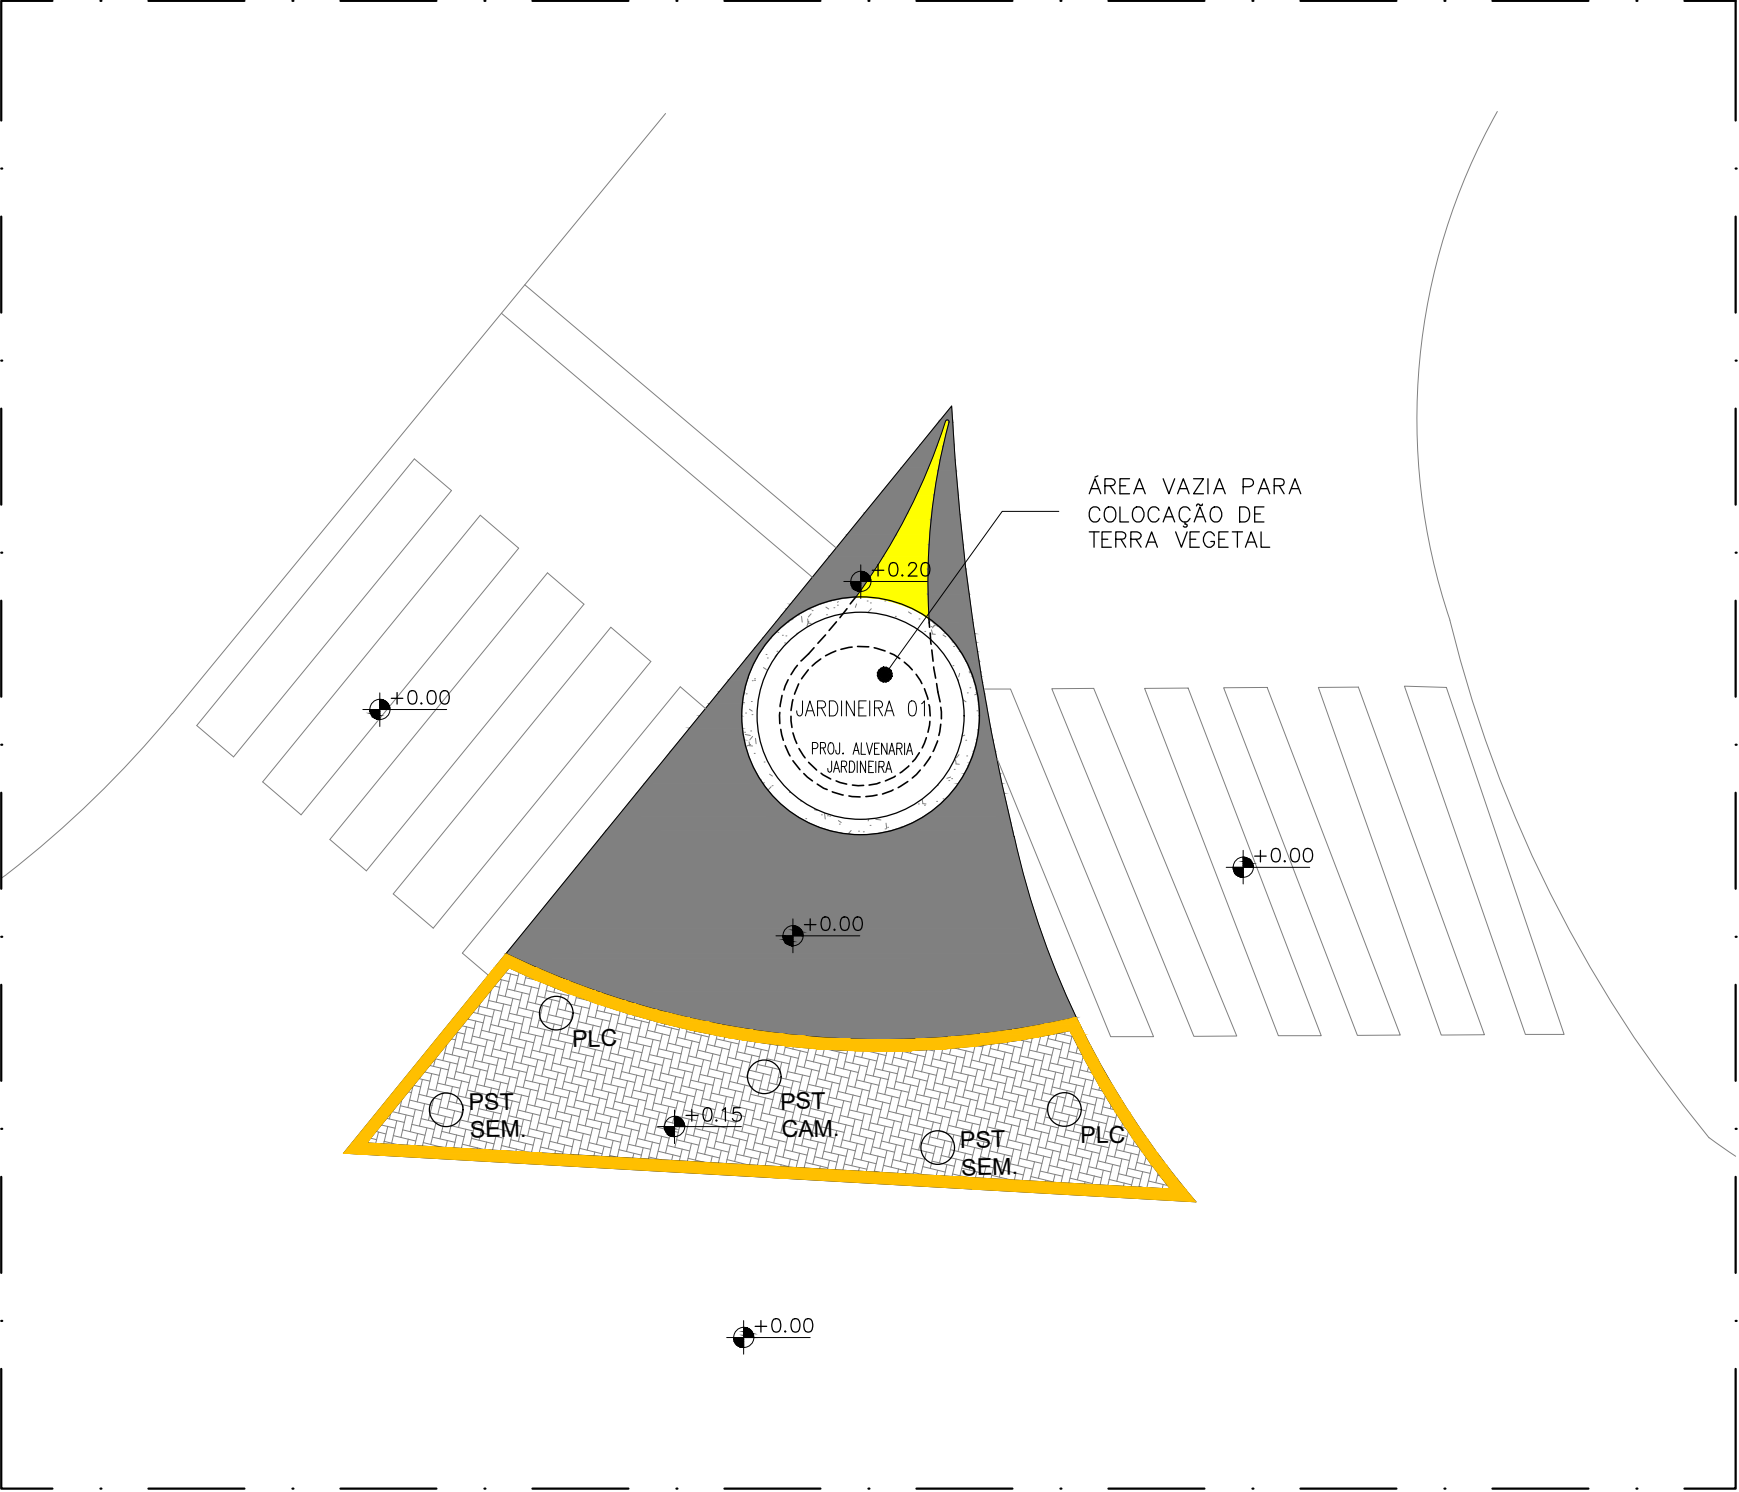 ÁREA VAZIA PARA
COLOCAÇÃO DE
TERRA VEGETAL
+0.20
+0.00
JARDINEIRA 01
PROJ. ALVENARIA
JARDINEIRA
+0.00
+0.00
PLC
PST
SEM.
PST
CAM.
+0.15
PLC
PST
SEM.
+0.00